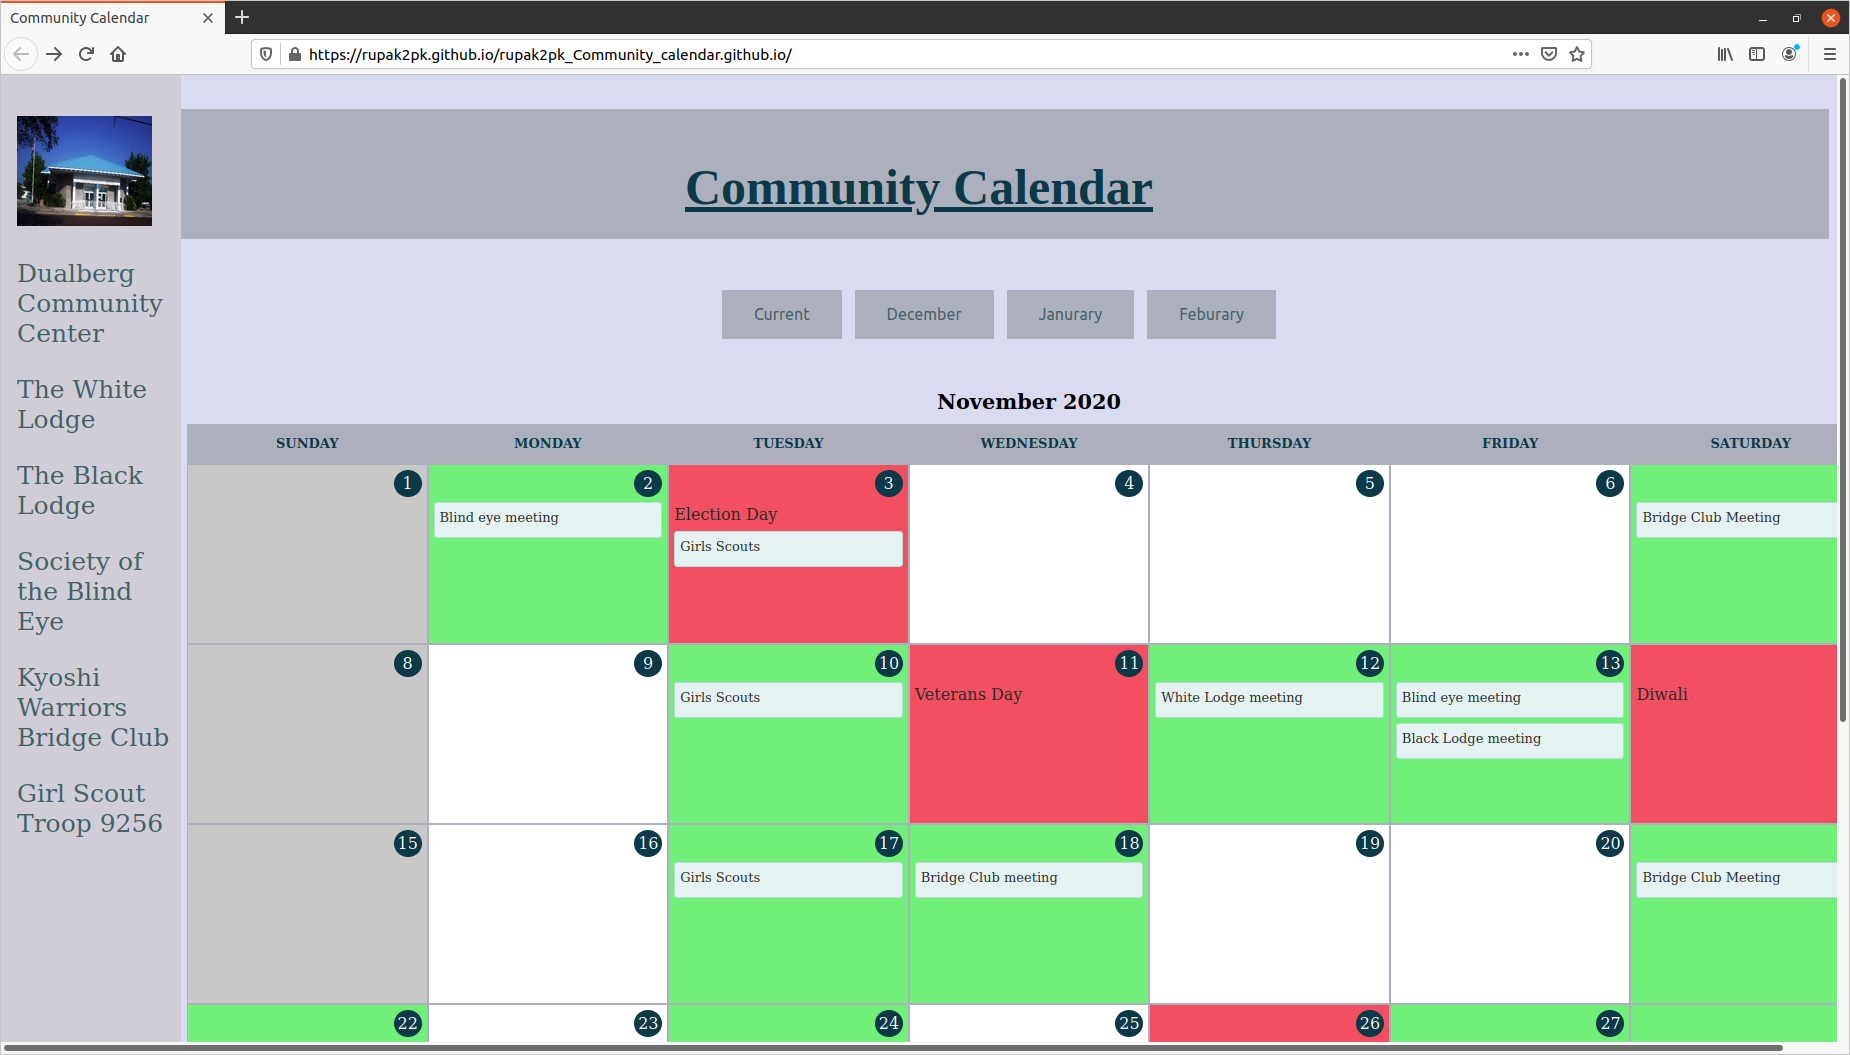 Community Calendar
https://rupak2pk.github.io/rupak2pk_Community_calendar.github.io/
Dualberg
Community
Center
The White
Lodge
The Black
Lodge
Society of
the Blind
Eye
Kyoshi
Warriors
Bridge Club
Girl Scout
Troop 9256
Community Calendar
Current December Janurary Feburary
November 2020
SUNDAY MONDAY TUESDAY WEDNESDAY THURSDAY FRIDAY SATURDAY
1 2 3 4 5 6
Blind eye meeting Election Day Bridge Club Meeting
Girls Scouts
8 9 10 11 12 13
Girls Scouts Veterans Day White Lodge meeting Blind eye meeting Diwali
Black Lodge meeting
15 16 17 18 19 20
Girls Scouts Bridge Club meeting Bridge Club Meeting
22 23 24 25 26 27